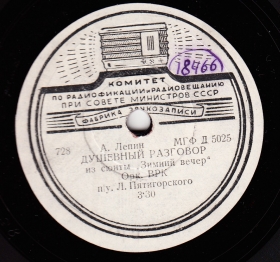 18466
КОМИТЕТ
ПО РАДИОФИКАЦИИ И РАДИОВЕЩАНИЮ
ПРИ СОВЕТЕ МИНИСТРОВ СССР
ФАБРИКА ЗВУКОЗАПИСИ
728 А. Лепин МГФ Д 5025
ДУШЕВНЫЙ РАЗГОВОР
из сюиты „Зимний вечер"
Орк. ВРК
п/у. Л. Пятигорского
3'50